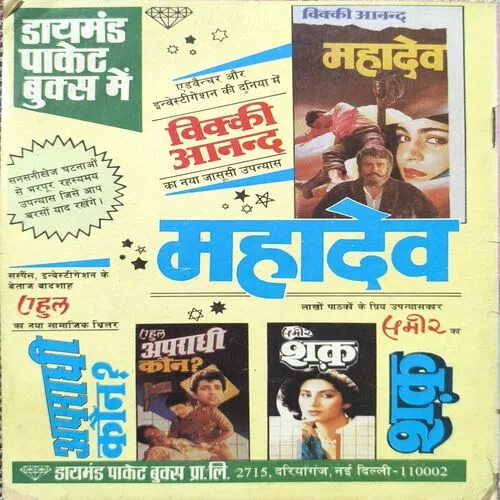 डायमंड
पाकेट
बुक्स में
एडवैन्चर और
इन्वेस्टीगेशन की दुनिया में
विक्की
आनन्द
का नया जासूसी उपन्यास
विक्की आनन्द
महादेव
सनसनीखेज घटनाओं
से भरपूर रहस्यमय
उपन्यास जिसे आप
बरसों याद रखेंगे।
महादेव
सस्पैंस, इन्वेस्टीगेशन के
बेताज बादशाह
राहुल
का नया सामाजिक थ्रिलर
अपराधी
कौन?
राहुल
अपराधी
कौन?
समीर
शक़
लाखों पाठकों के प्रिय उपन्यासकार
समीर का
शक़
डायमंड पाकेट बुक्स प्रा.लि. 2715, दरियागंज, नई दिल्ली-110002